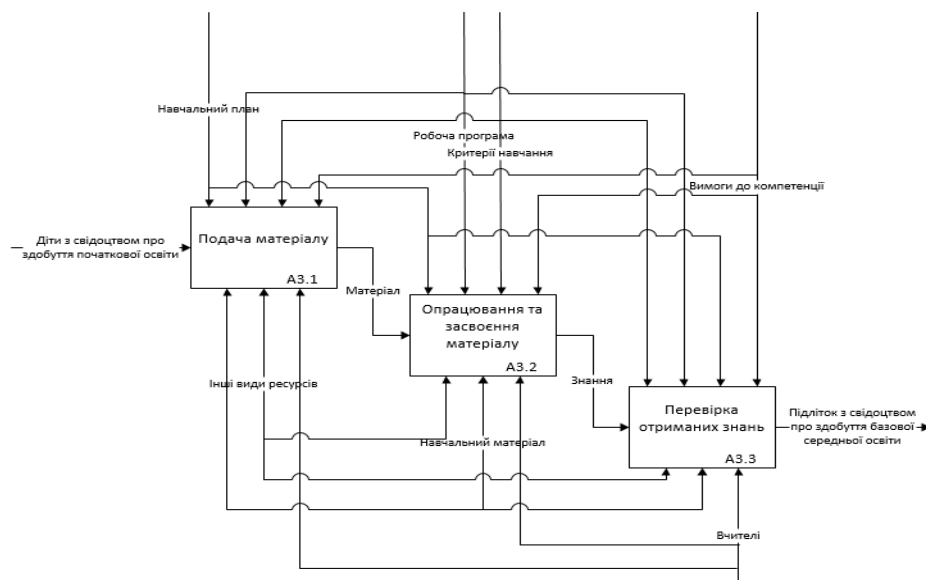 Навчальний план
Робоча програма
Критерії навчання
Вимоги до компетенції
Діти з свідоцтвом про
здобуття початкової освіти
Подача матеріалу
А3.1
Матеріал
Опрацювання та
засвоєння
матеріалу
А3.2
Інші види ресурсів
Знання
Перевірка
отриманих знань
А3.3
Підліток з свідоцтвом
про здобуття базової
середньої освіти
Навчальний матеріал
Вчителі